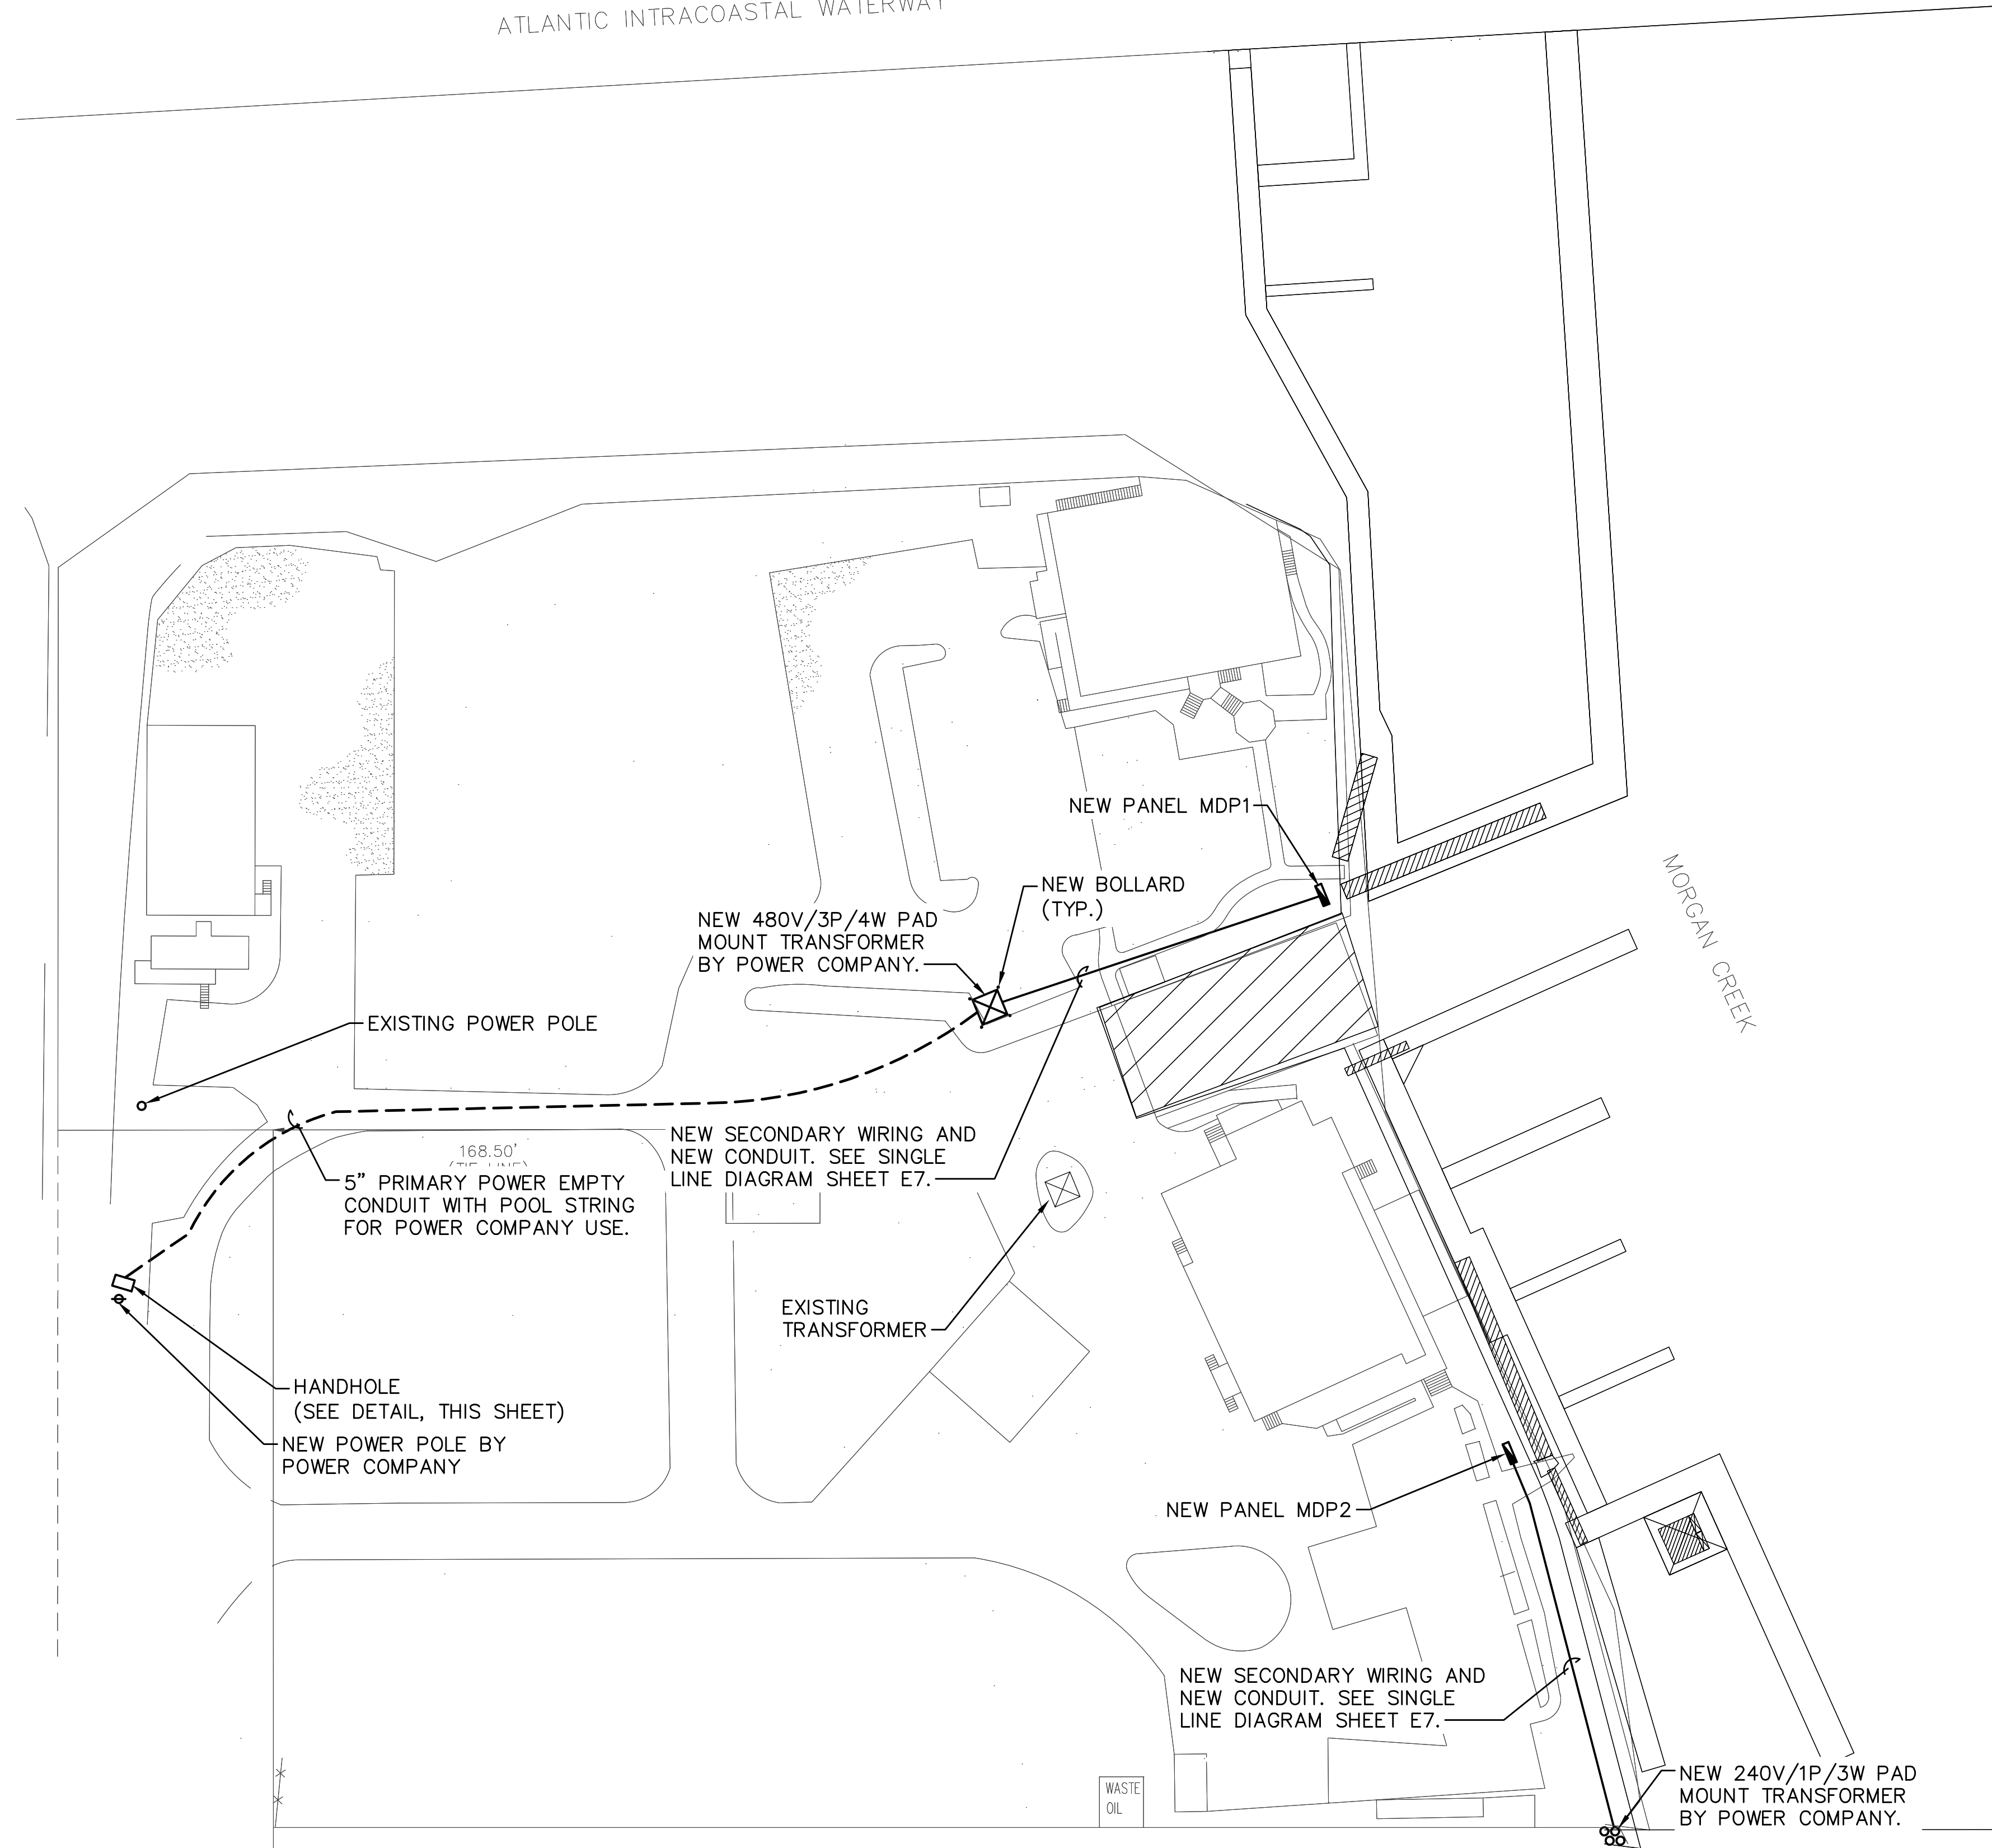 ATLANTIC INTRACOASTAL WATERWAY
NEW PANEL MDP1
MORGAN CREEK
NEW BOLLARD
(TYP.)
NEW 480V/3P/4W PAD
MOUNT TRANSFORMER
BY POWER COMPANY.
EXISTING POWER POLE
NEW SECONDARY WIRING AND
NEW CONDUIT. SEE SINGLE
LINE DIAGRAM SHEET E7.
168.50'
(TIE LINE)
5" PRIMARY POWER EMPTY
CONDUIT WITH POOL STRING
FOR POWER COMPANY USE.
EXISTING
TRANSFORMER
HANDHOLE
(SEE DETAIL, THIS SHEET)
NEW POWER POLE BY
POWER COMPANY
NEW PANEL MDP2
NEW SECONDARY WIRING AND
NEW CONDUIT. SEE SINGLE
LINE DIAGRAM SHEET E7.
WASTE
OIL
NEW 240V/1P/3W PAD
MOUNT TRANSFORMER
BY POWER COMPANY.